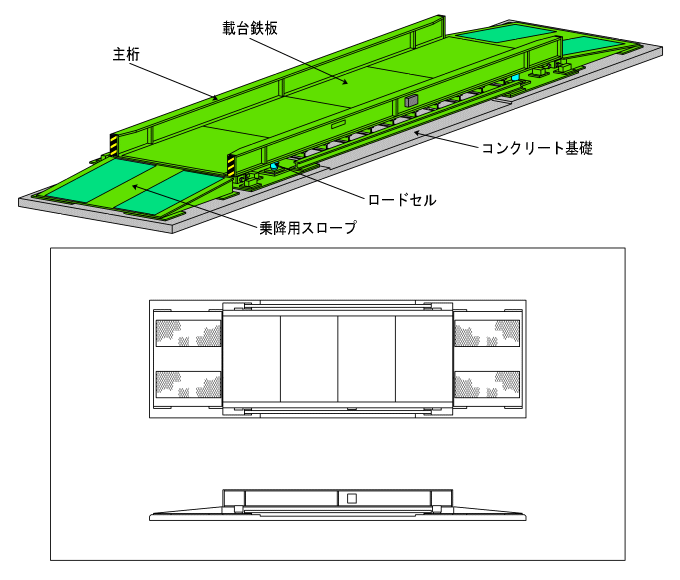 載台鉄板
主桁
コンクリート基礎
ロードセル
乗降用スロープ